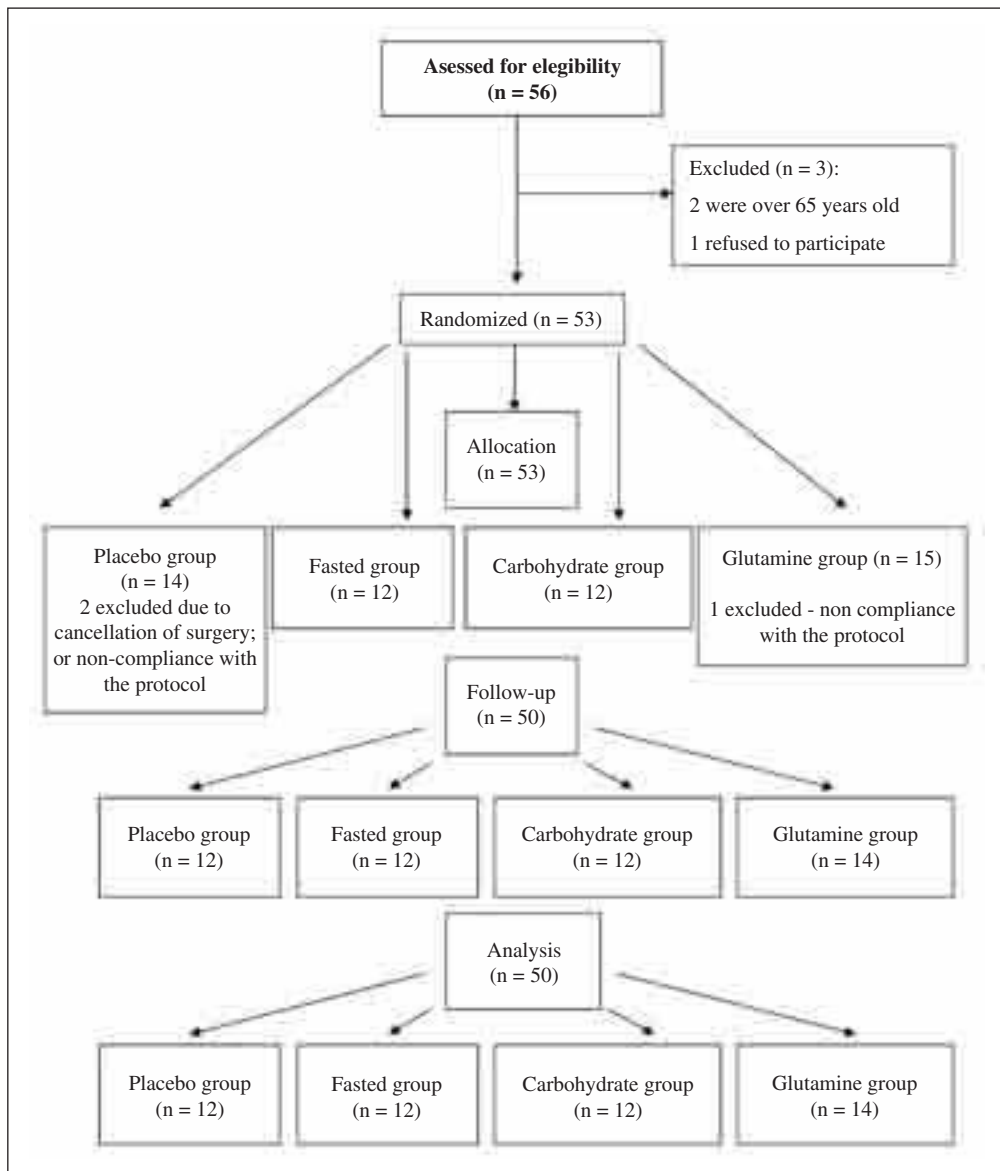 Asessed for elegibility
(n = 56)
Excluded (n = 3):
2 were over 65 years old
1 refused to participate
Randomized (n = 53)
Allocation
(n = 53)
Placebo group
(n = 14)
2 excluded due to
cancellation of surgery;
or non-compliance with
the protocol
Fasted group
(n = 12)
Carbohydrate group
(n = 12)
Glutamine group (n = 15)
1 excluded - non compliance
with the protocol
Follow-up
(n = 50)
Placebo group
(n = 12)
Fasted group
(n = 12)
Carbohydrate group
(n = 12)
Glutamine group
(n = 14)
Analysis
(n = 50)
Placebo group
(n = 12)
Fasted group
(n = 12)
Carbohydrate group
(n = 12)
Glutamine group
(n = 14)